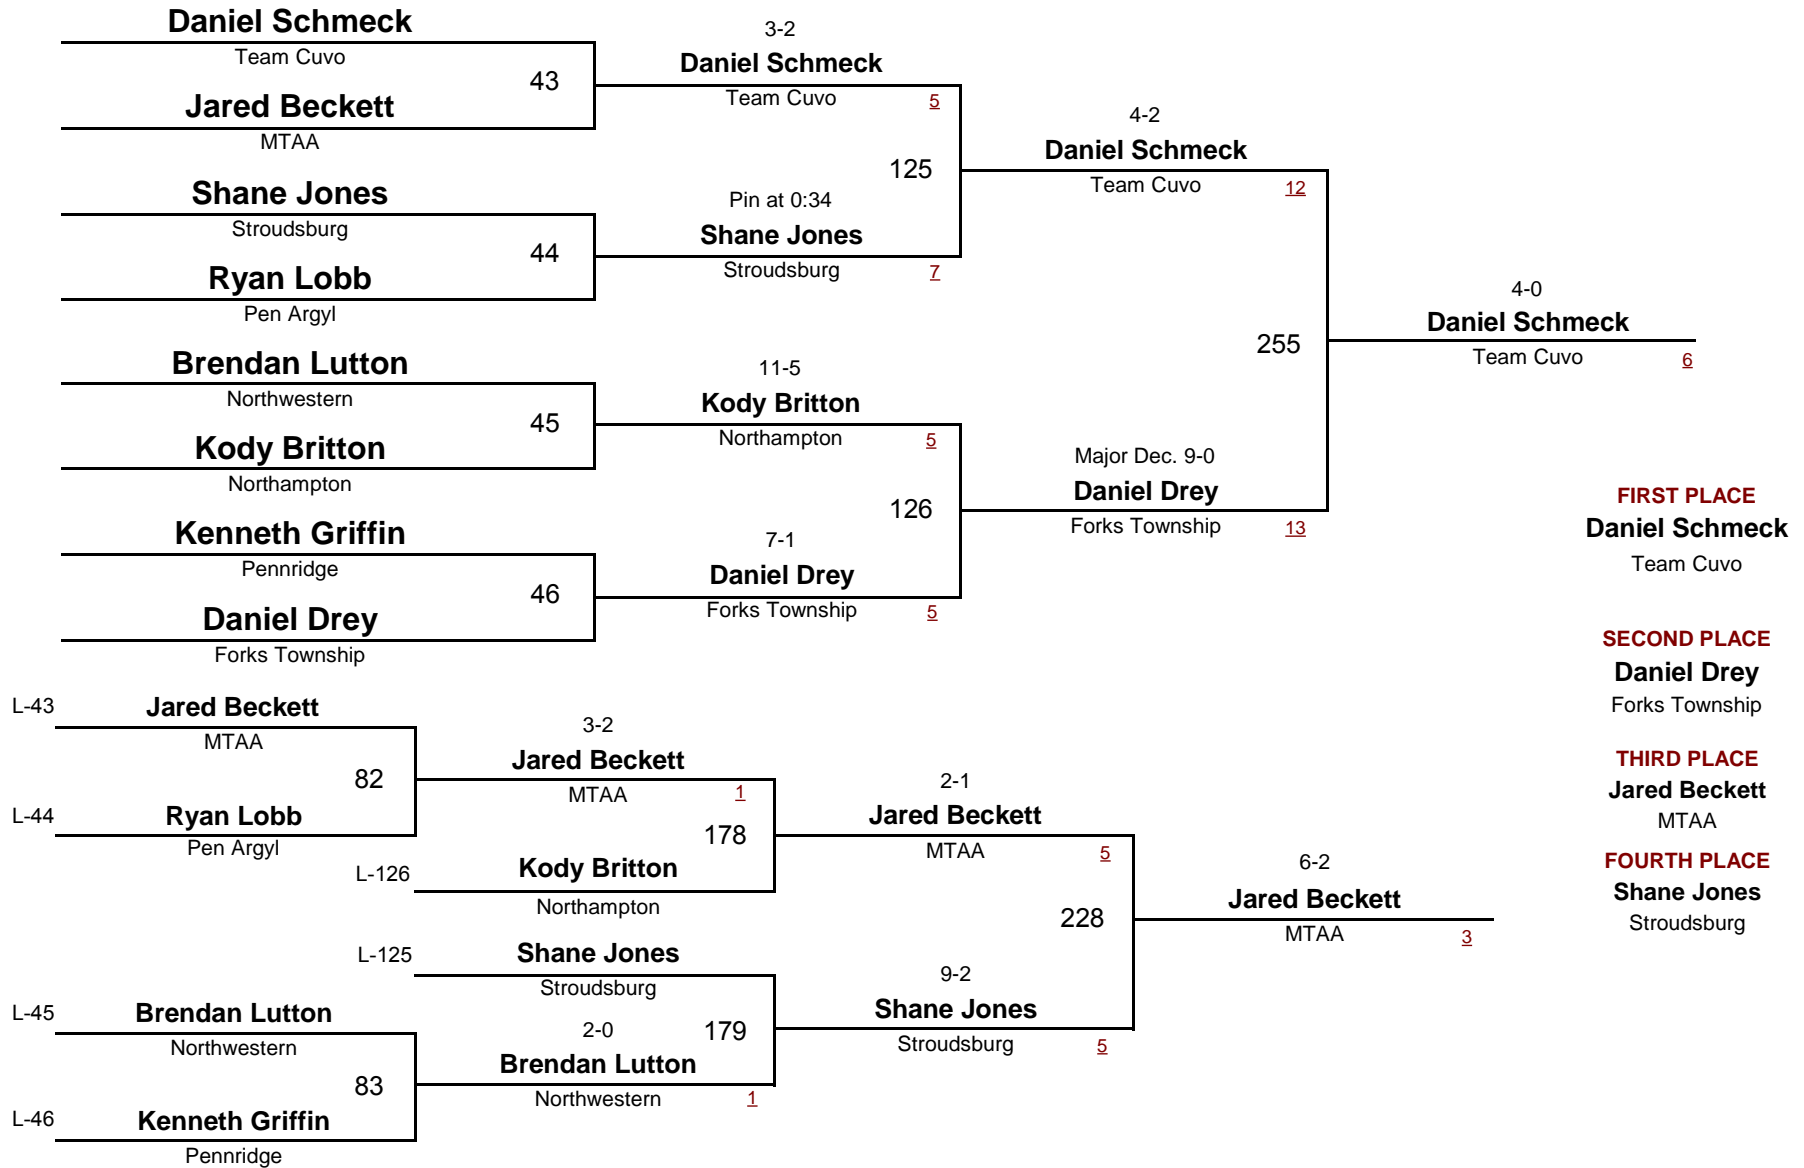 Daniel Schmeck
Team Cuvo
43
Jared Beckett
MTAA
Shane Jones
Stroudsburg
44
Ryan Lobb
Pen Argyl
Brendan Lutton
Northwestern
45
Kody Britton
Northampton
Kenneth Griffin
Pennridge
46
Daniel Drey
Forks Township
3-2
Daniel Schmeck
Team Cuvo 5
125
Pin at 0:34
Shane Jones
Stroudsburg 7
11-5
Kody Britton
Northampton 5
126
7-1
Daniel Drey
Forks Township 5
4-2
Daniel Schmeck
Team Cuvo 12
255
Major Dec. 9-0
Daniel Drey
Forks Township 13
4-0
Daniel Schmeck
Team Cuvo 6
FIRST PLACE
Daniel Schmeck
Team Cuvo
SECOND PLACE
Daniel Drey
Forks Township
THIRD PLACE
Jared Beckett
MTAA
FOURTH PLACE
Shane Jones
Stroudsburg
L-43 Jared Beckett
MTAA
82
L-44 Ryan Lobb
Pen Argyl
L-45 Brendan Lutton
Northwestern
83
L-46 Kenneth Griffin
Pennridge
3-2
Jared Beckett
MTAA 1
178
L-126 Kody Britton
Northampton
L-125 Shane Jones
Stroudsburg
2-0 179
Brendan Lutton
Northwestern 1
2-1
Jared Beckett
MTAA 5
228
9-2
Shane Jones
Stroudsburg 5
6-2
Jared Beckett
MTAA 3